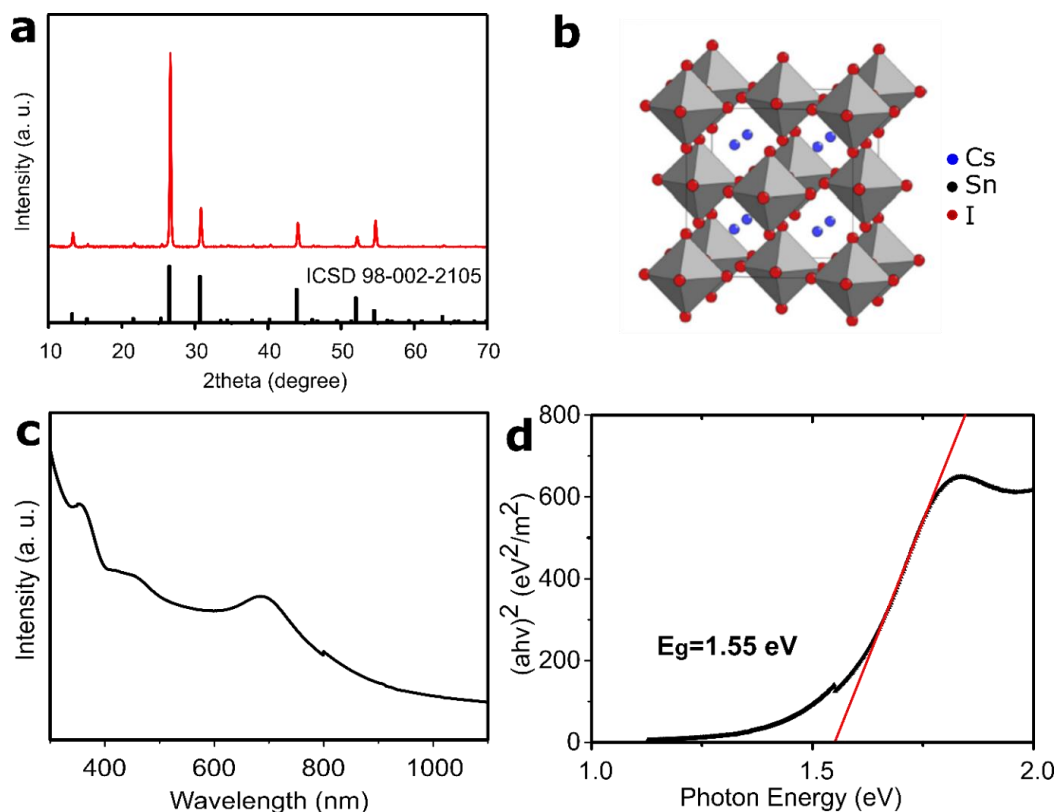 a
Intensity (a. u.)
ICSD 98-002-2105
10 20 30 40 50 60 70
2theta (degree)
b
Cs
Sn
I
c
Intensity (a. u.)
400 600 800 1000
Wavelength (nm)
d
800
600
400
200
0
(ahv)² (eV²/m²)
Eg=1.55 eV
1.0 1.5 2.0
Photon Energy (eV)